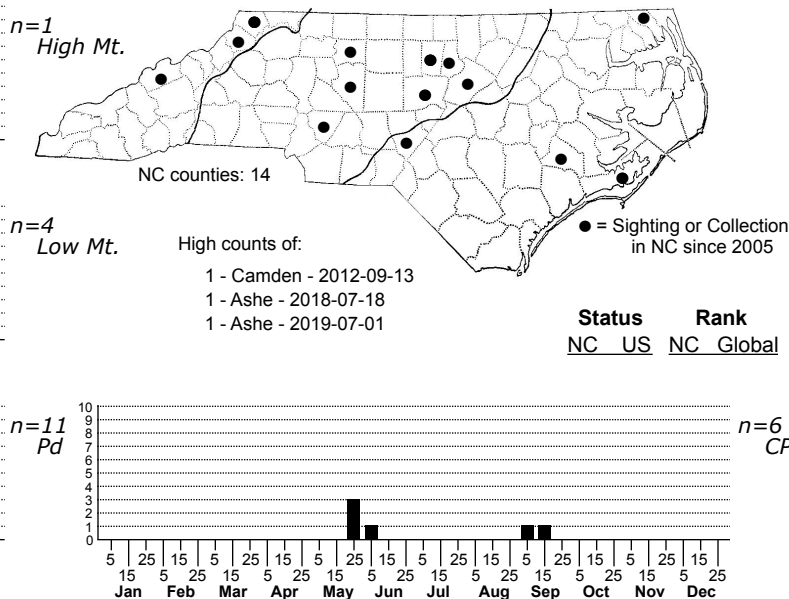 n=1
High Mt.
NC counties: 14
n=4
Low Mt.
High counts of:
1 - Camden - 2012-09-13
1 - Ashe - 2018-07-18
1 - Ashe - 2019-07-01
● = Sighting or Collection
in NC since 2005
Status Rank
NC US NC Global
n=11
Pd
10
9
8
7
6
5
4
3
2
1
0
n=6
CP
5 25 15 5 25 15 5 25 15 5 25 15 5 25 15 5 25 15
15 5 25 15 5 25 15 5 25 15 5 25 15 5 25 15 5 25
Jan Feb Mar Apr May Jun Jul Aug Sep Oct Nov Dec